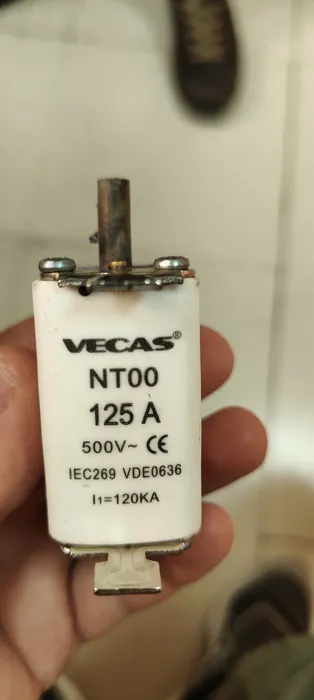 VECAS®
NT00
125 A
500V~ CE
IEC269 VDE0636
I1=120KA